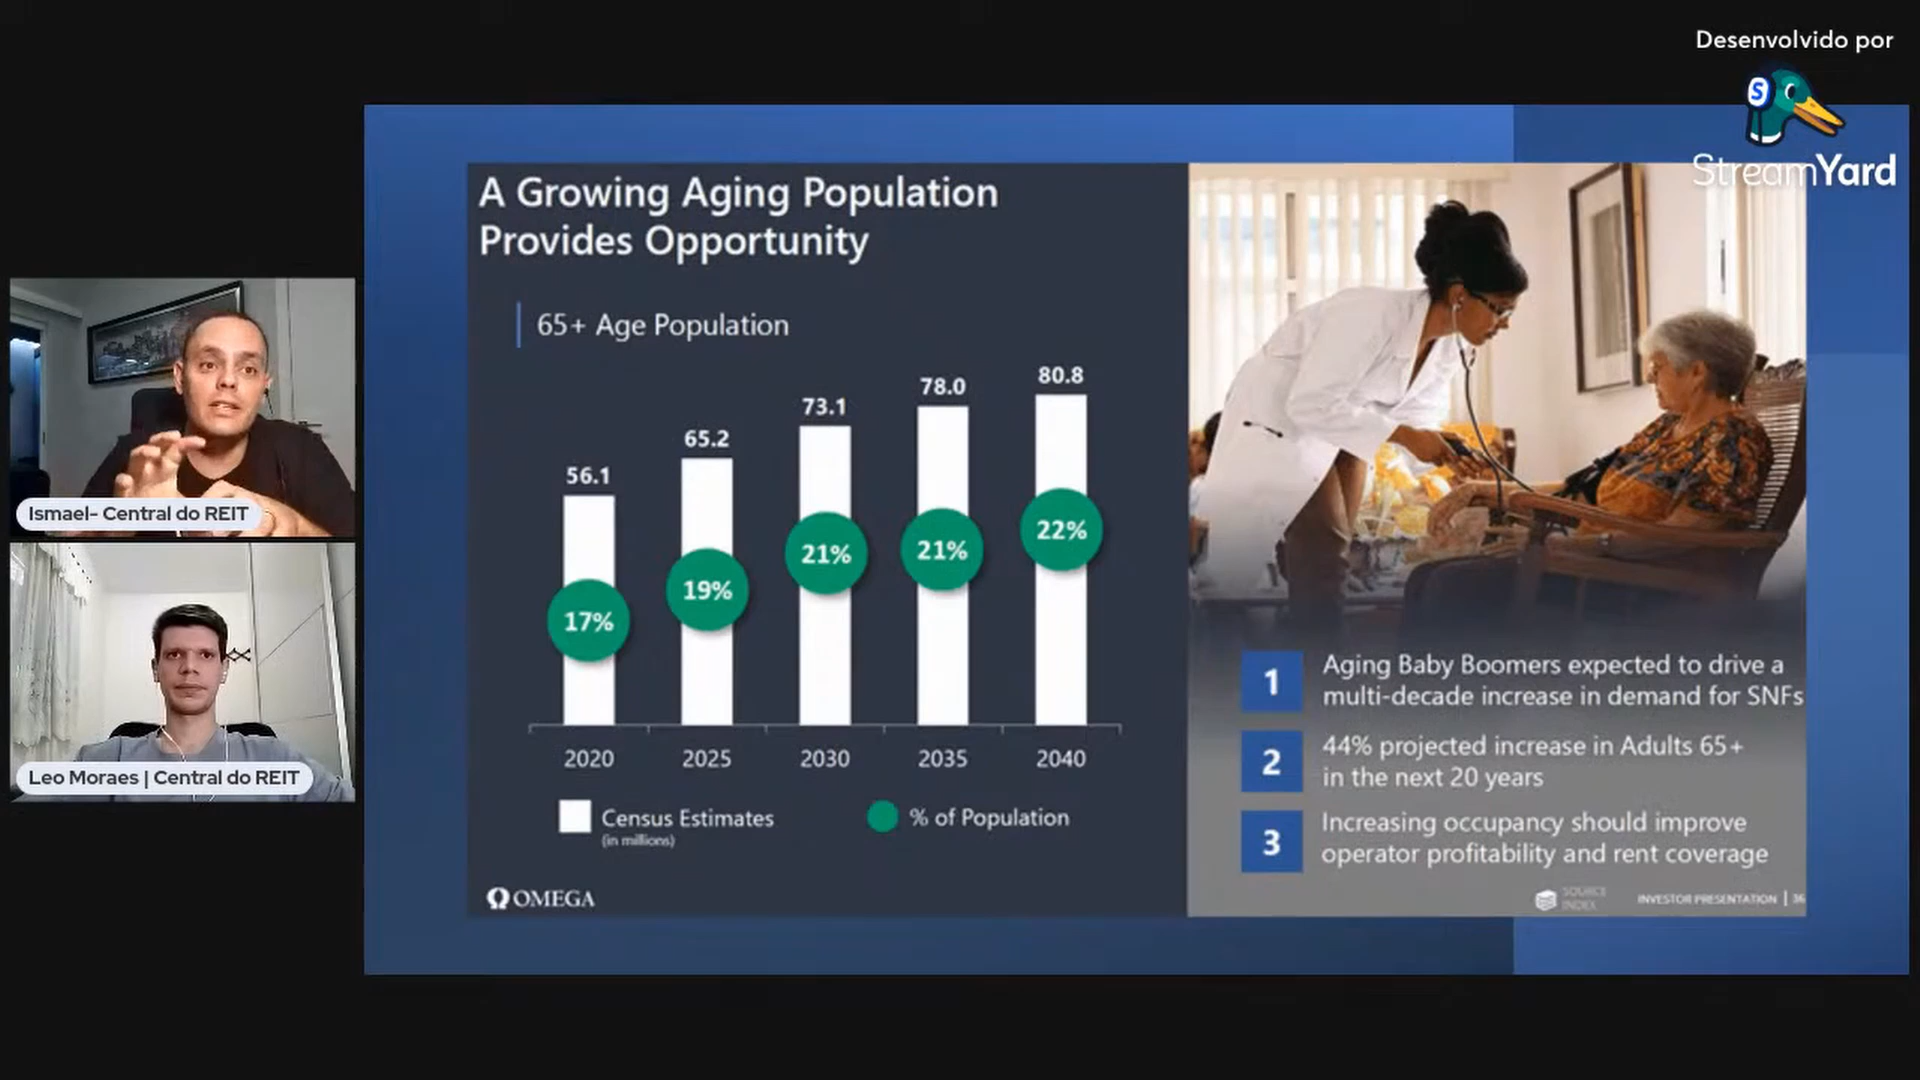 Desenvolvido por
StreamYard
A Growing Aging Population
Provides Opportunity
65+ Age Population
56.1
65.2
73.1
78.0
80.8
17%
19%
21%
21%
22%
2020
2025
2030
2035
2040
Census Estimates
(in millions)
% of Population
OMEGA
1
Aging Baby Boomers expected to drive a
multi-decade increase in demand for SNFs
2
44% projected increase in Adults 65+
in the next 20 years
3
Increasing occupancy should improve
operator profitability and rent coverage
SOURCE
INDEX
INVESTOR PRESENTATION | 36
Ismael- Central do REIT
Leo Moraes | Central do REIT